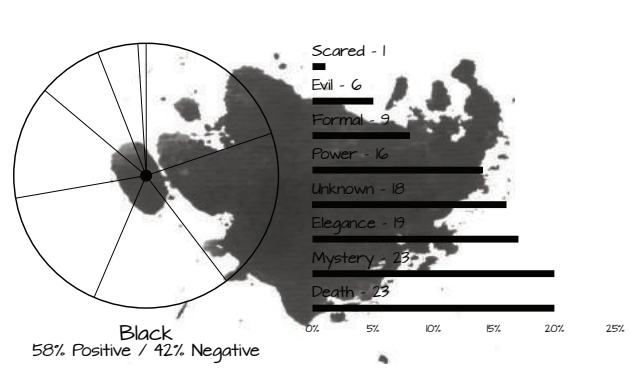 Scared - 1
Evil - 6
Formal - 9
Power - 16
Unknown - 18
Elegance - 19
Mystery - 23
Death - 23
0% 5% 10% 15% 20% 25%
Black
58% Positive / 42% Negative